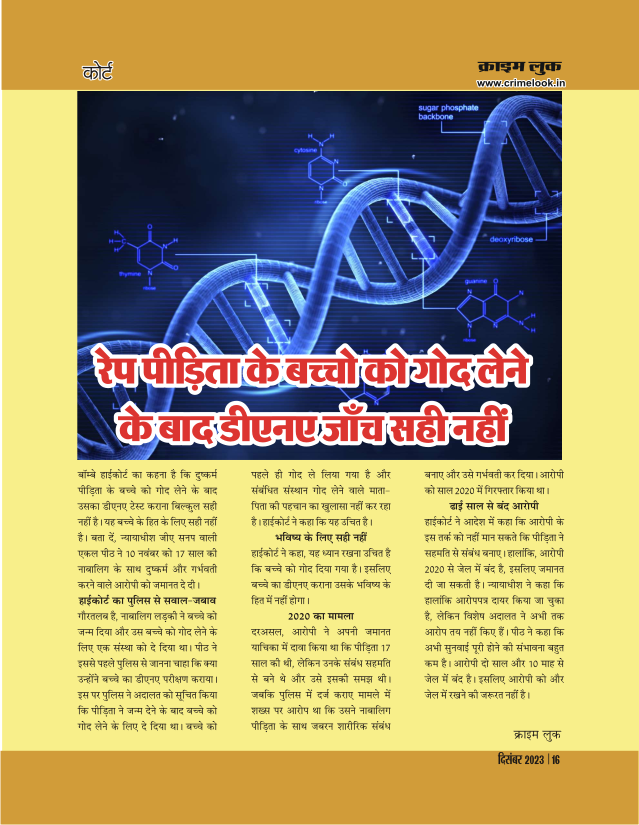 कोर्ट
क्राइम लुक
www.crimelook.in
sugar phosphate
backbone
cytosine
deoxyribose
thymine
guanine
रेप पीड़िता के बच्चो को गोद लेने
के बाद डीएनए जाँच सही नहीं
बॉम्बे हाईकोर्ट का कहना है कि दुष्कर्म
पीड़िता के बच्चे को गोद लेने के बाद
उसका डीएनए टेस्ट कराना बिल्कुल सही
नहीं है। यह बच्चे के हित के लिए सही नहीं
है। बता दें, न्यायाधीश जीए सनप वाली
एकल पीठ ने 10 नवंबर को 17 साल की
नाबालिग के साथ दुष्कर्म और गर्भवती
करने वाले आरोपी को जमानत दे दी।
हाईकोर्ट का पुलिस से सवाल-जबाव
गौरतलब है, नाबालिग लड़की ने बच्चे को
जन्म दिया और उस बच्चे को गोद लेने के
लिए एक संस्था को दे दिया था। पीठ ने
इससे पहले पुलिस से जानना चाहा कि क्या
उन्होंने बच्चे का डीएनए परीक्षण कराया।
इस पर पुलिस ने अदालत को सूचित किया
कि पीड़िता ने जन्म देने के बाद बच्चे को
गोद लेने के लिए दे दिया था। बच्चे को
पहले ही गोद ले लिया गया है और
संबंधित संस्थान गोद लेने वाले माता-
पिता की पहचान का खुलासा नहीं कर रहा
है। हाईकोर्ट ने कहा कि यह उचित है।
भविष्य के लिए सही नहीं
हाईकोर्ट ने कहा, यह ध्यान रखना उचित है
कि बच्चे को गोद दिया गया है। इसलिए
बच्चे का डीएनए कराना उसके भविष्य के
हित में नहीं होगा।
2020 का मामला
दरअसल, आरोपी ने अपनी जमानत
याचिका में दावा किया था कि पीड़िता 17
साल की थी, लेकिन उनके संबंध सहमति
से बने थे और उसे इसकी समझ थी।
जबकि पुलिस में दर्ज कराए मामले में
शख्स पर आरोप था कि उसने नाबालिग
पीड़िता के साथ जबरन शारीरिक संबंध
बनाए और उसे गर्भवती कर दिया। आरोपी
को साल 2020 में गिरफ्तार किया था।
ढाई साल से बंद आरोपी
हाईकोर्ट ने आदेश में कहा कि आरोपी के
इस तर्क को नहीं मान सकते कि पीड़िता ने
सहमति से संबंध बनाए। हालांकि, आरोपी
2020 से जेल में बंद है, इसलिए जमानत
दी जा सकती है। न्यायाधीश ने कहा कि
हालांकि आरोपपत्र दायर किया जा चुका
है, लेकिन विशेष अदालत ने अभी तक
आरोप तय नहीं किए हैं। पीठ ने कहा कि
अभी सुनवाई पूरी होने की संभावना बहुत
कम है। आरोपी दो साल और 10 माह से
जेल में बंद है। इसलिए आरोपी को और
जेल में रखने की जरूरत नहीं है।
क्राइम लुक
दिसंबर 2023 | 16